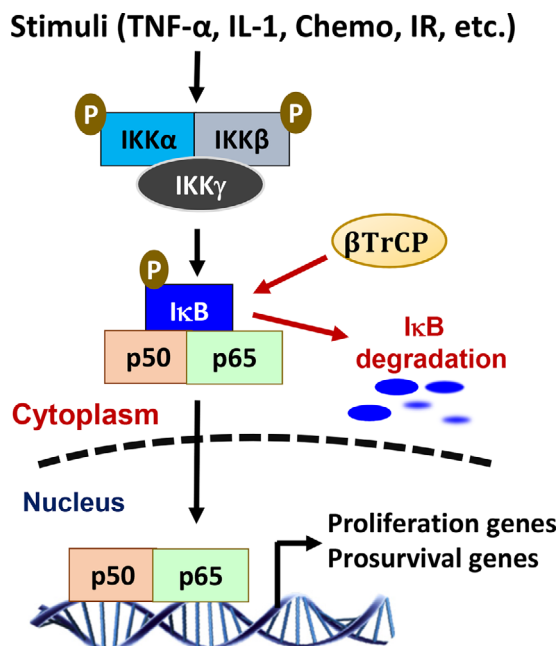 Stimuli (TNF-α, IL-1, Chemo, IR, etc.)
P
P
IKKα
IKKβ
IKKγ
βTrCP
P
IκB
IκB
degradation
p50
p65
Cytoplasm
Nucleus
Proliferation genes
Prosurvival genes
p50
p65